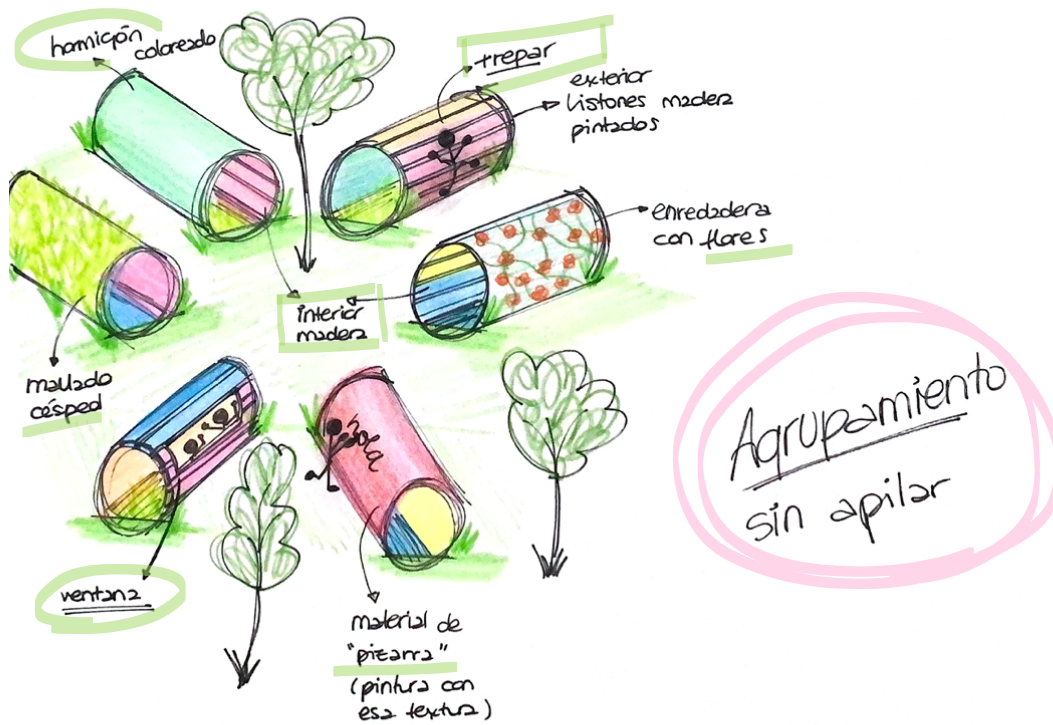 hormigón coloreado
trepar
exterior
listones madera
pintados
enredadera
con flores
interior
madera
mallado
césped
Agrupamiento
sin apilar
hola
ventana
material de
"pizarra"
(pintura con
esa textura)